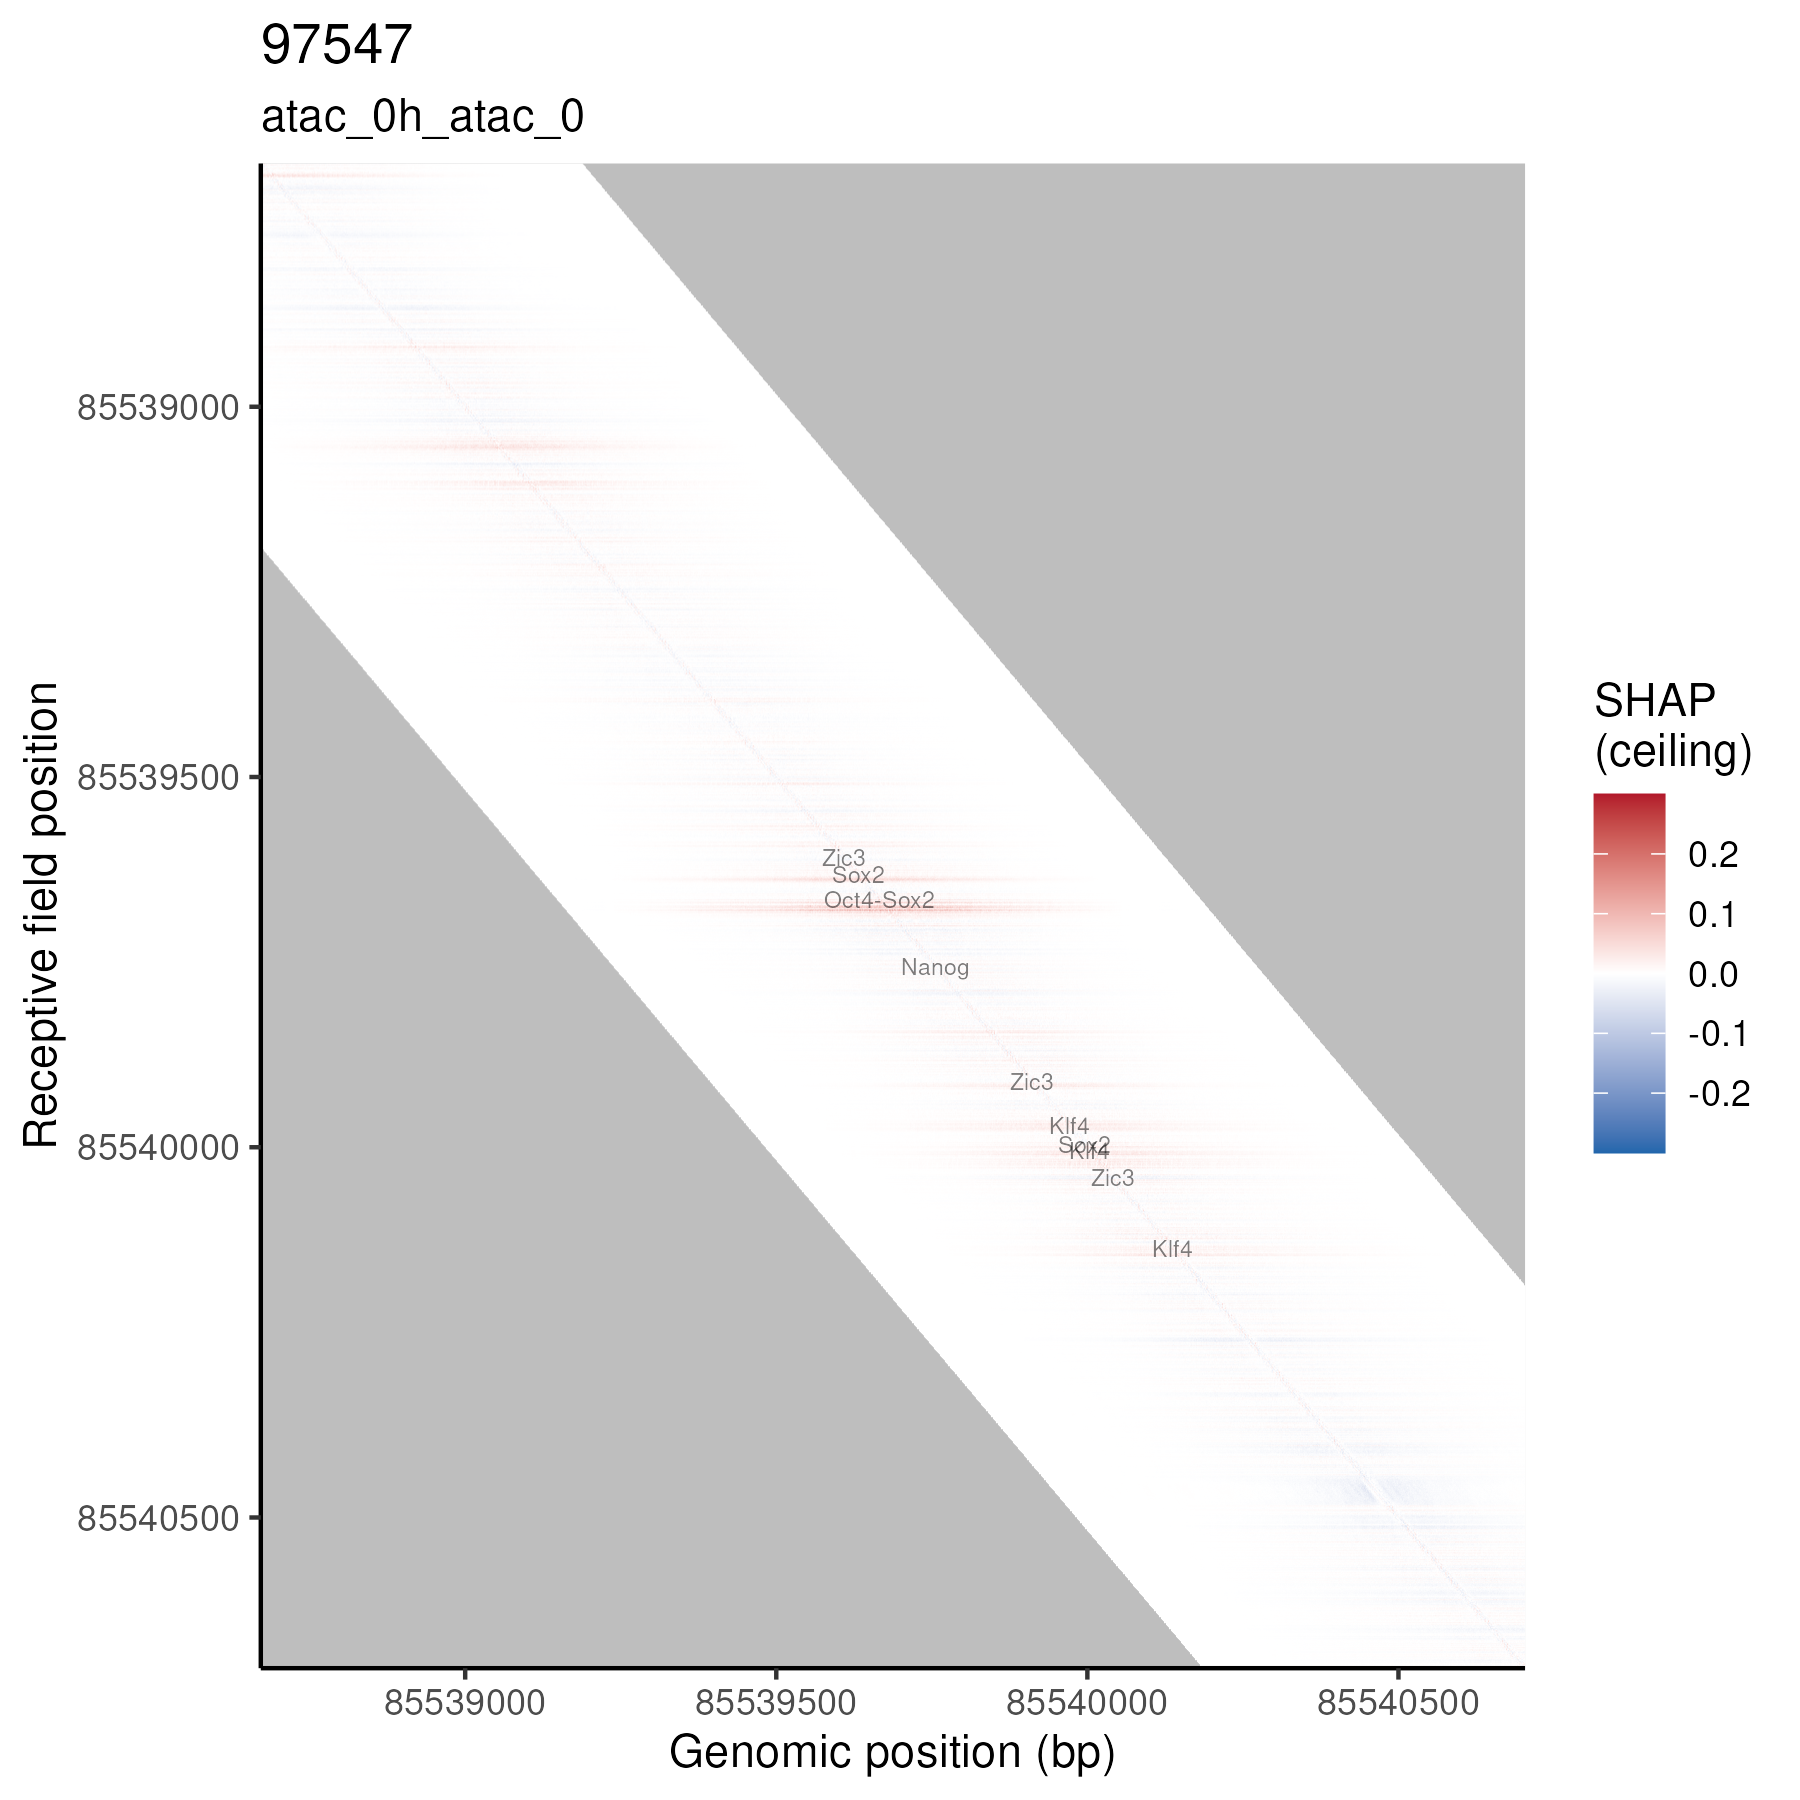 97547
atac_0h_atac_0
Receptive field position
85539000
85539500
85540000
85540500
Zic3
Sox2
Oct4-Sox2
Nanog
Zic3
Klf4
Sox2
Klf4
Zic3
Klf4
85539000
85539500
85540000
85540500
Genomic position (bp)
SHAP
(ceiling)
0.2
0.1
0.0
-0.1
-0.2